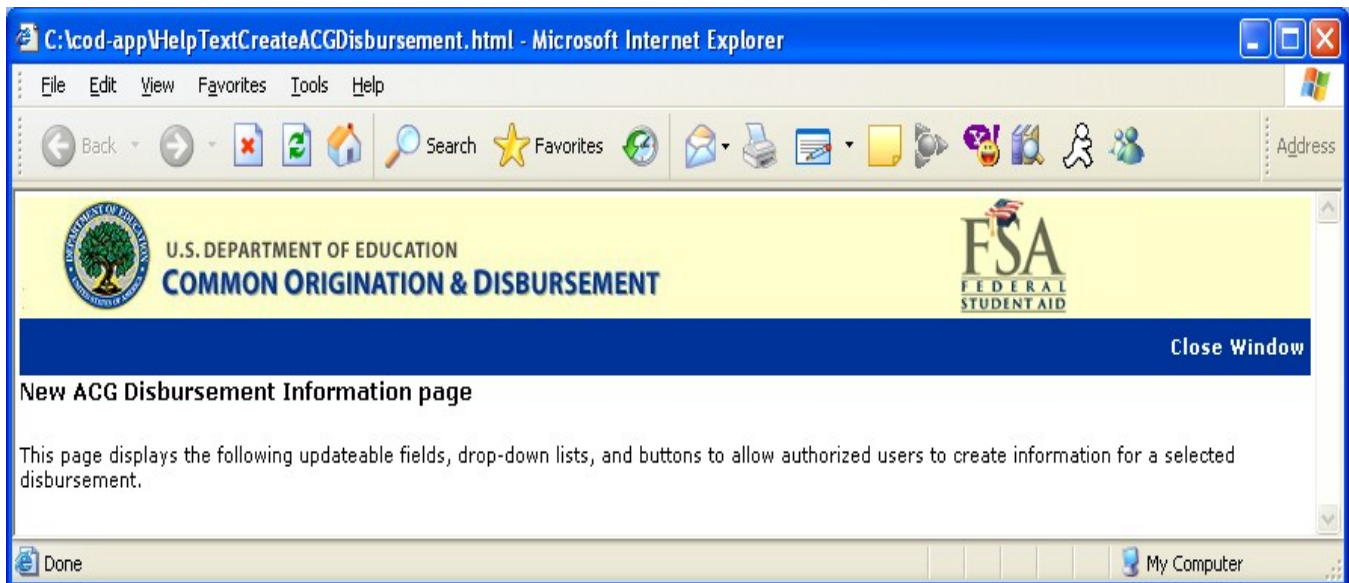 C:\cod-app\HelpTextCreateACGDisbursement.html - Microsoft Internet Explorer
File Edit View Favorites Tools Help
Back Search Favorites Address
U.S. DEPARTMENT OF EDUCATION
COMMON ORIGINATION & DISBURSEMENT
FSA
FEDERAL
STUDENT AID
Close Window
New ACG Disbursement Information page
This page displays the following updateable fields, drop-down lists, and buttons to allow authorized users to create information for a selected
disbursement.
Done My Computer